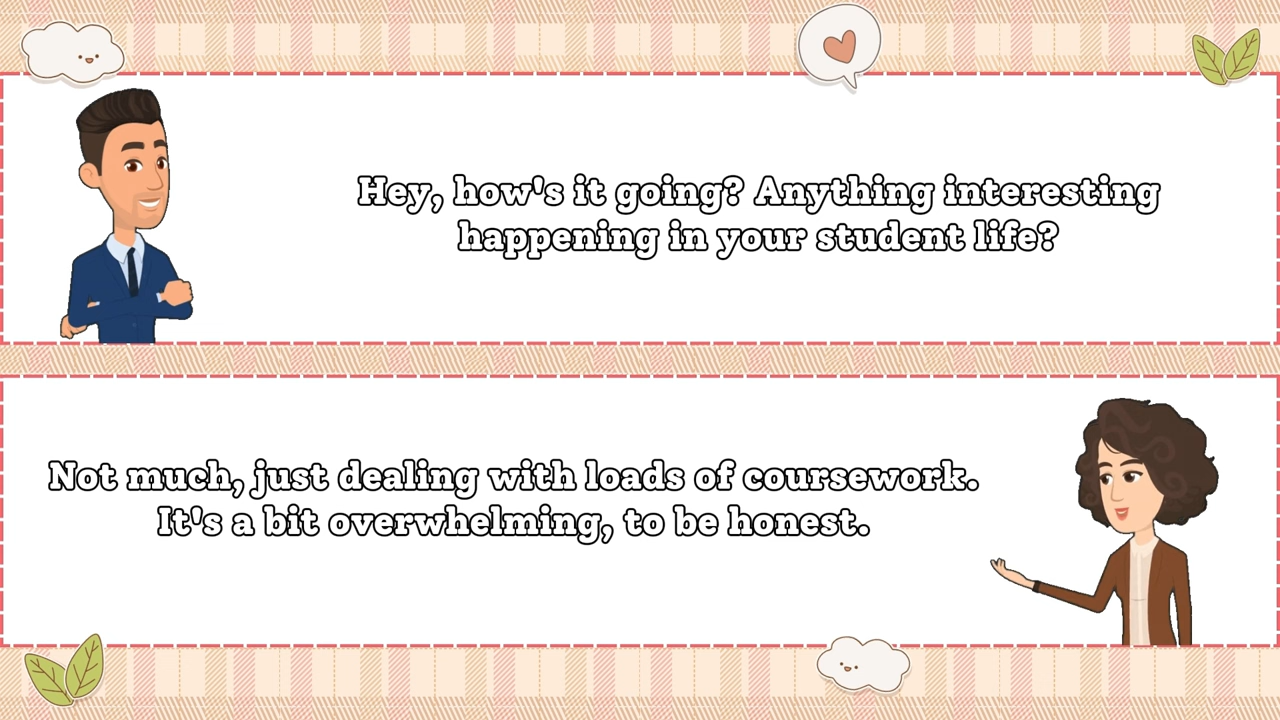 Hey, how's it going? Anything interesting
happening in your student life?
Not much, just dealing with loads of coursework.
It's a bit overwhelming, to be honest.